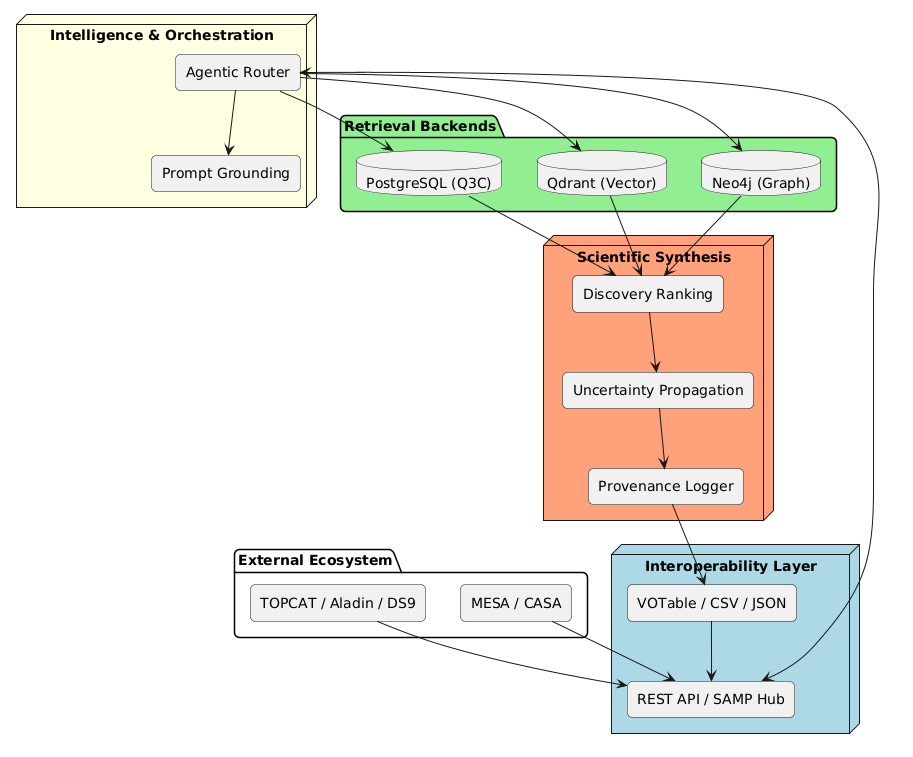 Intelligence & Orchestration
Agentic Router
Prompt Grounding
Retrieval Backends
PostgreSQL (Q3C)
Qdrant (Vector)
Neo4j (Graph)
Scientific Synthesis
Discovery Ranking
Uncertainty Propagation
Provenance Logger
External Ecosystem
TOPCAT / Aladin / DS9
MESA / CASA
Interoperability Layer
VOTable / CSV / JSON
REST API / SAMP Hub